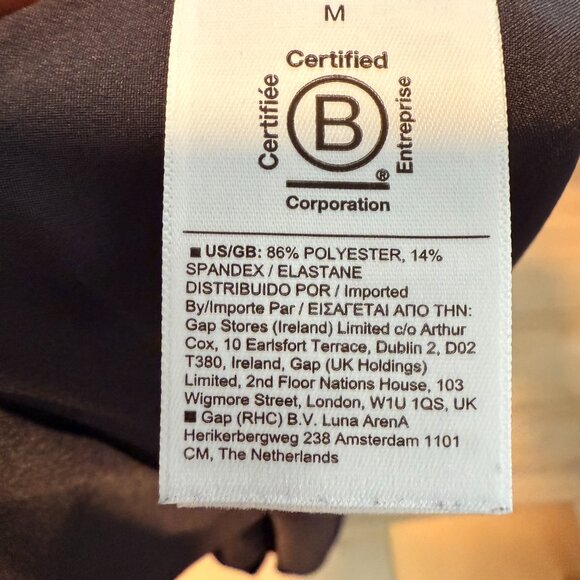 M
Certified
Certifiée
B
Entreprise
®
Corporation
■ US/GB: 86% POLYESTER, 14%
SPANDEX / ELASTANE
DISTRIBUIDO POR / Imported
By/Importe Par / ΕΙΣΑΓΕΤΑΙ ΑΠΟ ΤΗΝ:
Gap Stores (Ireland) Limited c/o Arthur
Cox, 10 Earlsfort Terrace, Dublin 2, D02
T380, Ireland, Gap (UK Holdings)
Limited, 2nd Floor Nations House, 103
Wigmore Street, London, W1U 1QS, UK
■ Gap (RHC) B.V. Luna ArenA
Herikerbergweg 238 Amsterdam 1101
CM, The Netherlands